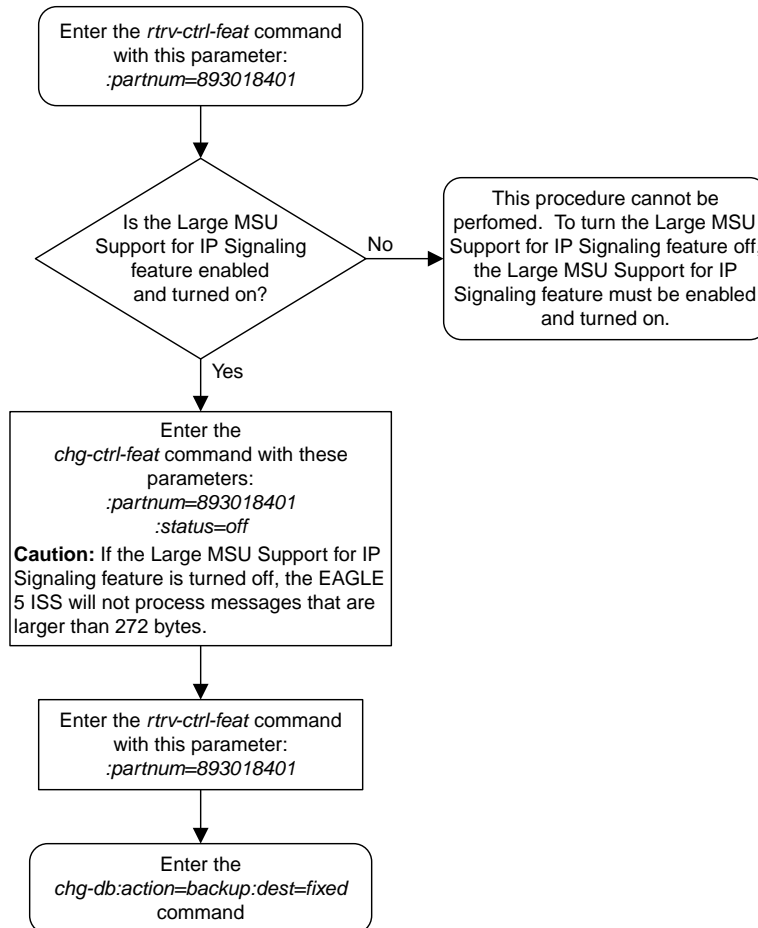 Enter the rtrv-ctrl-feat command
with this parameter:
:partnum=893018401
Is the Large MSU
Support for IP Signaling
feature enabled
and turned on?
No
This procedure cannot be
perfomed. To turn the Large MSU
Support for IP Signaling feature off,
the Large MSU Support for IP
Signaling feature must be enabled
and turned on.
Yes
Enter the
chg-ctrl-feat command with these
parameters:
:partnum=893018401
:status=off
Caution: If the Large MSU Support for IP
Signaling feature is turned off, the EAGLE
5 ISS will not process messages that are
larger than 272 bytes.
Enter the rtrv-ctrl-feat command
with this parameter:
:partnum=893018401
Enter the
chg-db:action=backup:dest=fixed
command